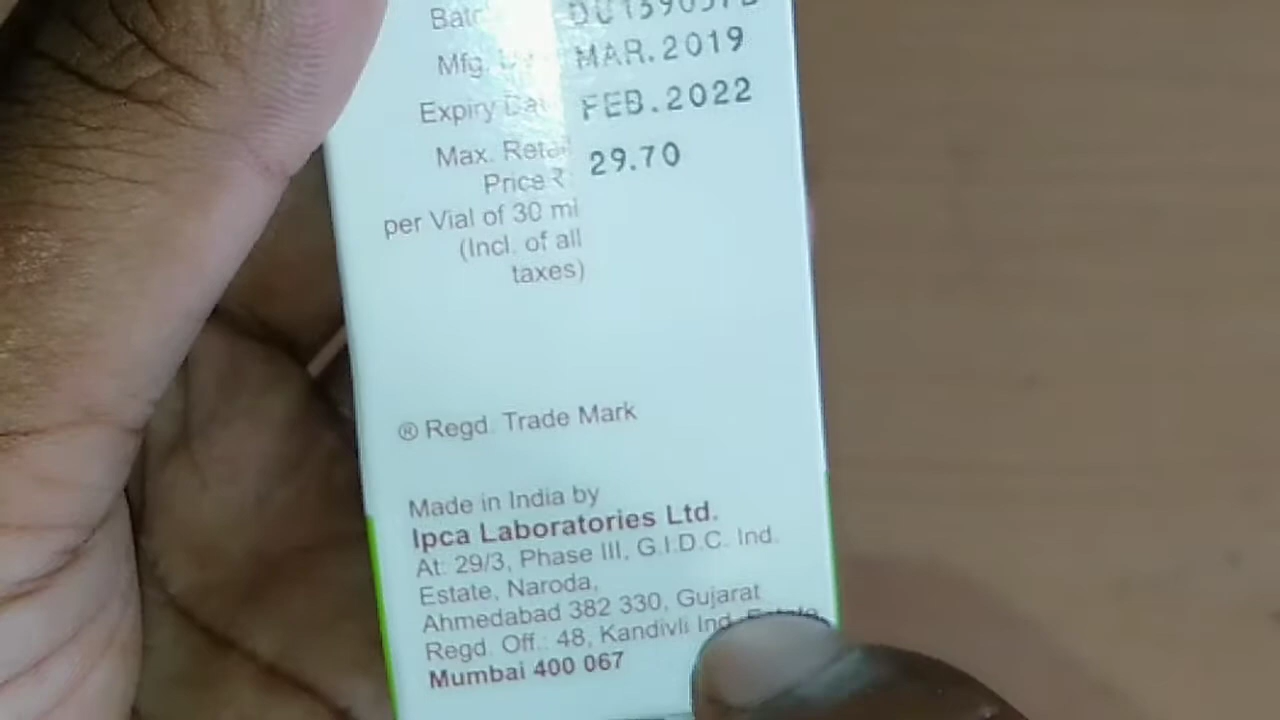 MAR.2019
Mfg.
Expiry
FEB.2022
Max.
29.70
Price ₹
per Vial of 30 ml
(Incl. of all
taxes)
® Regd. Trade Mark
Made in India by
Ipca Laboratories Ltd.
At: 29/3, Phase III, G.I.D.C. Ind.
Estate, Naroda,
Ahmedabad 382 330, Gujarat
Regd. Off.: 48, Kandivli Ind. Estate,
Mumbai 400 067